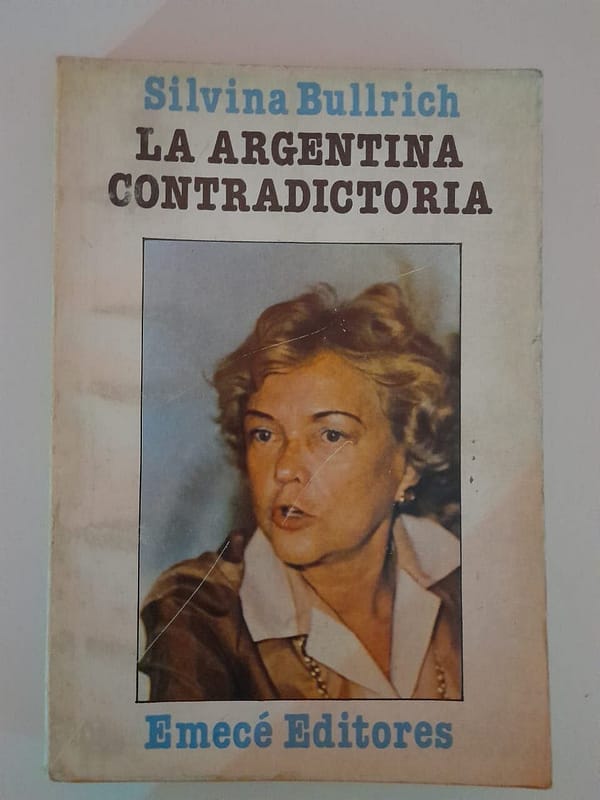 Silvina Bullrich
LA ARGENTINA
CONTRADICTORIA
Emecé Editores